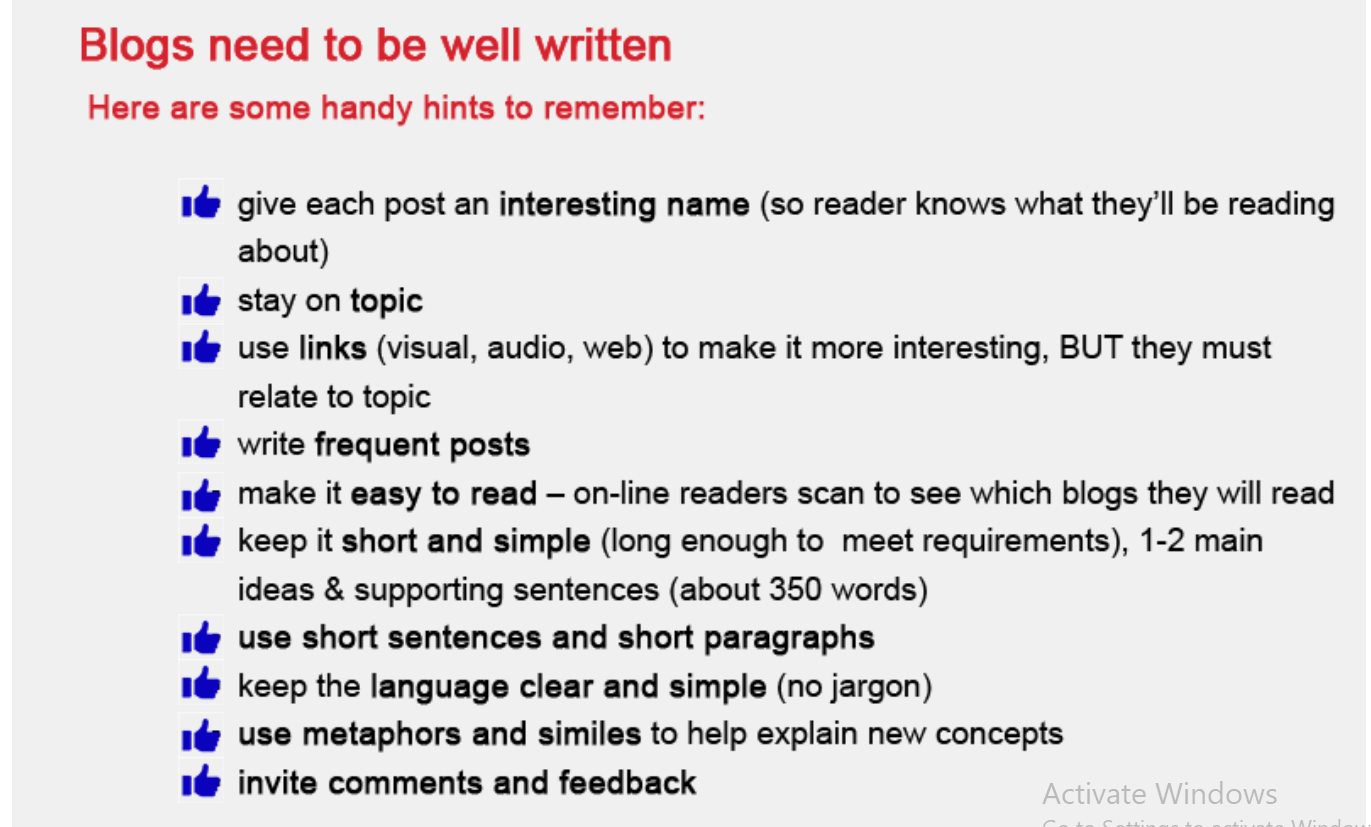 Blogs need to be well written
Here are some handy hints to remember:
give each post an interesting name (so reader knows what they'll be reading
about)
stay on topic
use links (visual, audio, web) to make it more interesting, BUT they must
relate to topic
write frequent posts
make it easy to read – on-line readers scan to see which blogs they will read
keep it short and simple (long enough to  meet requirements), 1-2 main
ideas & supporting sentences (about 350 words)
use short sentences and short paragraphs
keep the language clear and simple (no jargon)
use metaphors and similes to help explain new concepts
invite comments and feedback
Activate Windows
Go to Settings to activate Window